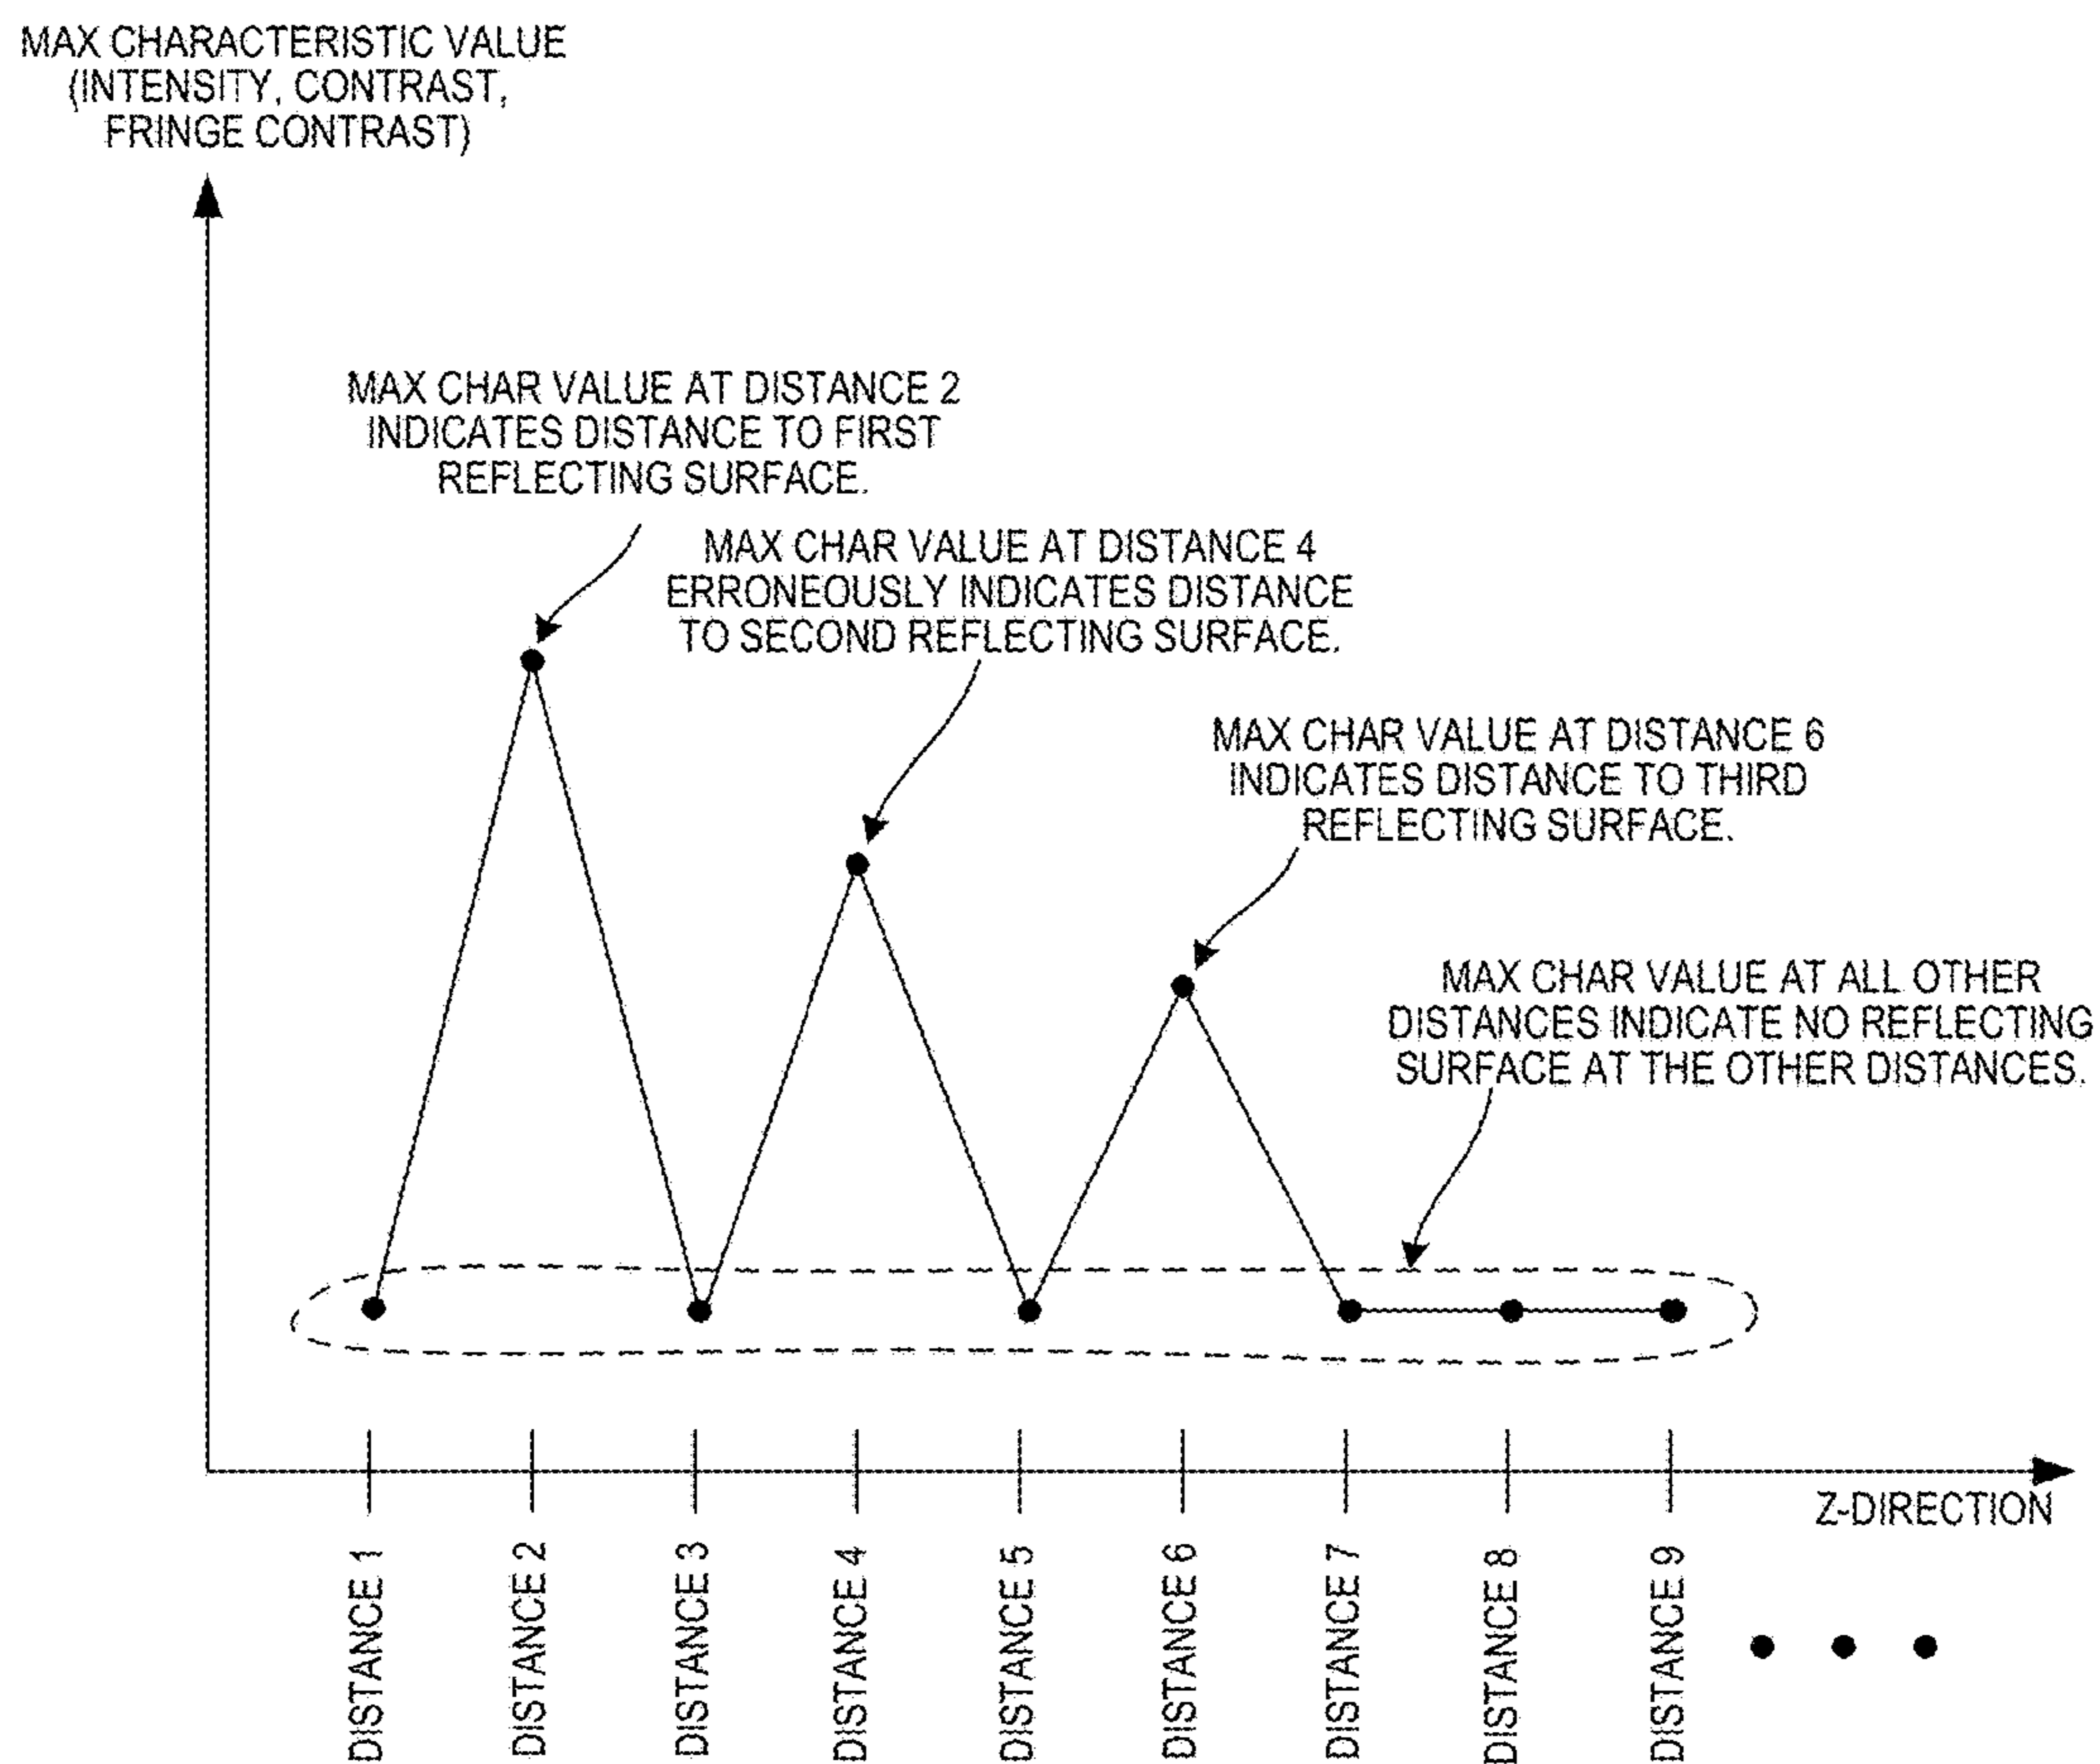 MAX CHARACTERISTIC VALUE
(INTENSITY, CONTRAST,
FRINGE CONTRAST)
MAX CHAR VALUE AT DISTANCE 2
INDICATES DISTANCE TO FIRST
REFLECTING SURFACE.
MAX CHAR VALUE AT DISTANCE 4
ERRONEOUSLY INDICATES DISTANCE
TO SECOND REFLECTING SURFACE.
MAX CHAR VALUE AT DISTANCE 6
INDICATES DISTANCE TO THIRD
REFLECTING SURFACE.
MAX CHAR VALUE AT ALL OTHER
DISTANCES INDICATE NO REFLECTING
SURFACE AT THE OTHER DISTANCES.
Z-DIRECTION
DISTANCE 1
DISTANCE 2
DISTANCE 3
DISTANCE 4
DISTANCE 5
DISTANCE 6
DISTANCE 7
DISTANCE 8
DISTANCE 9